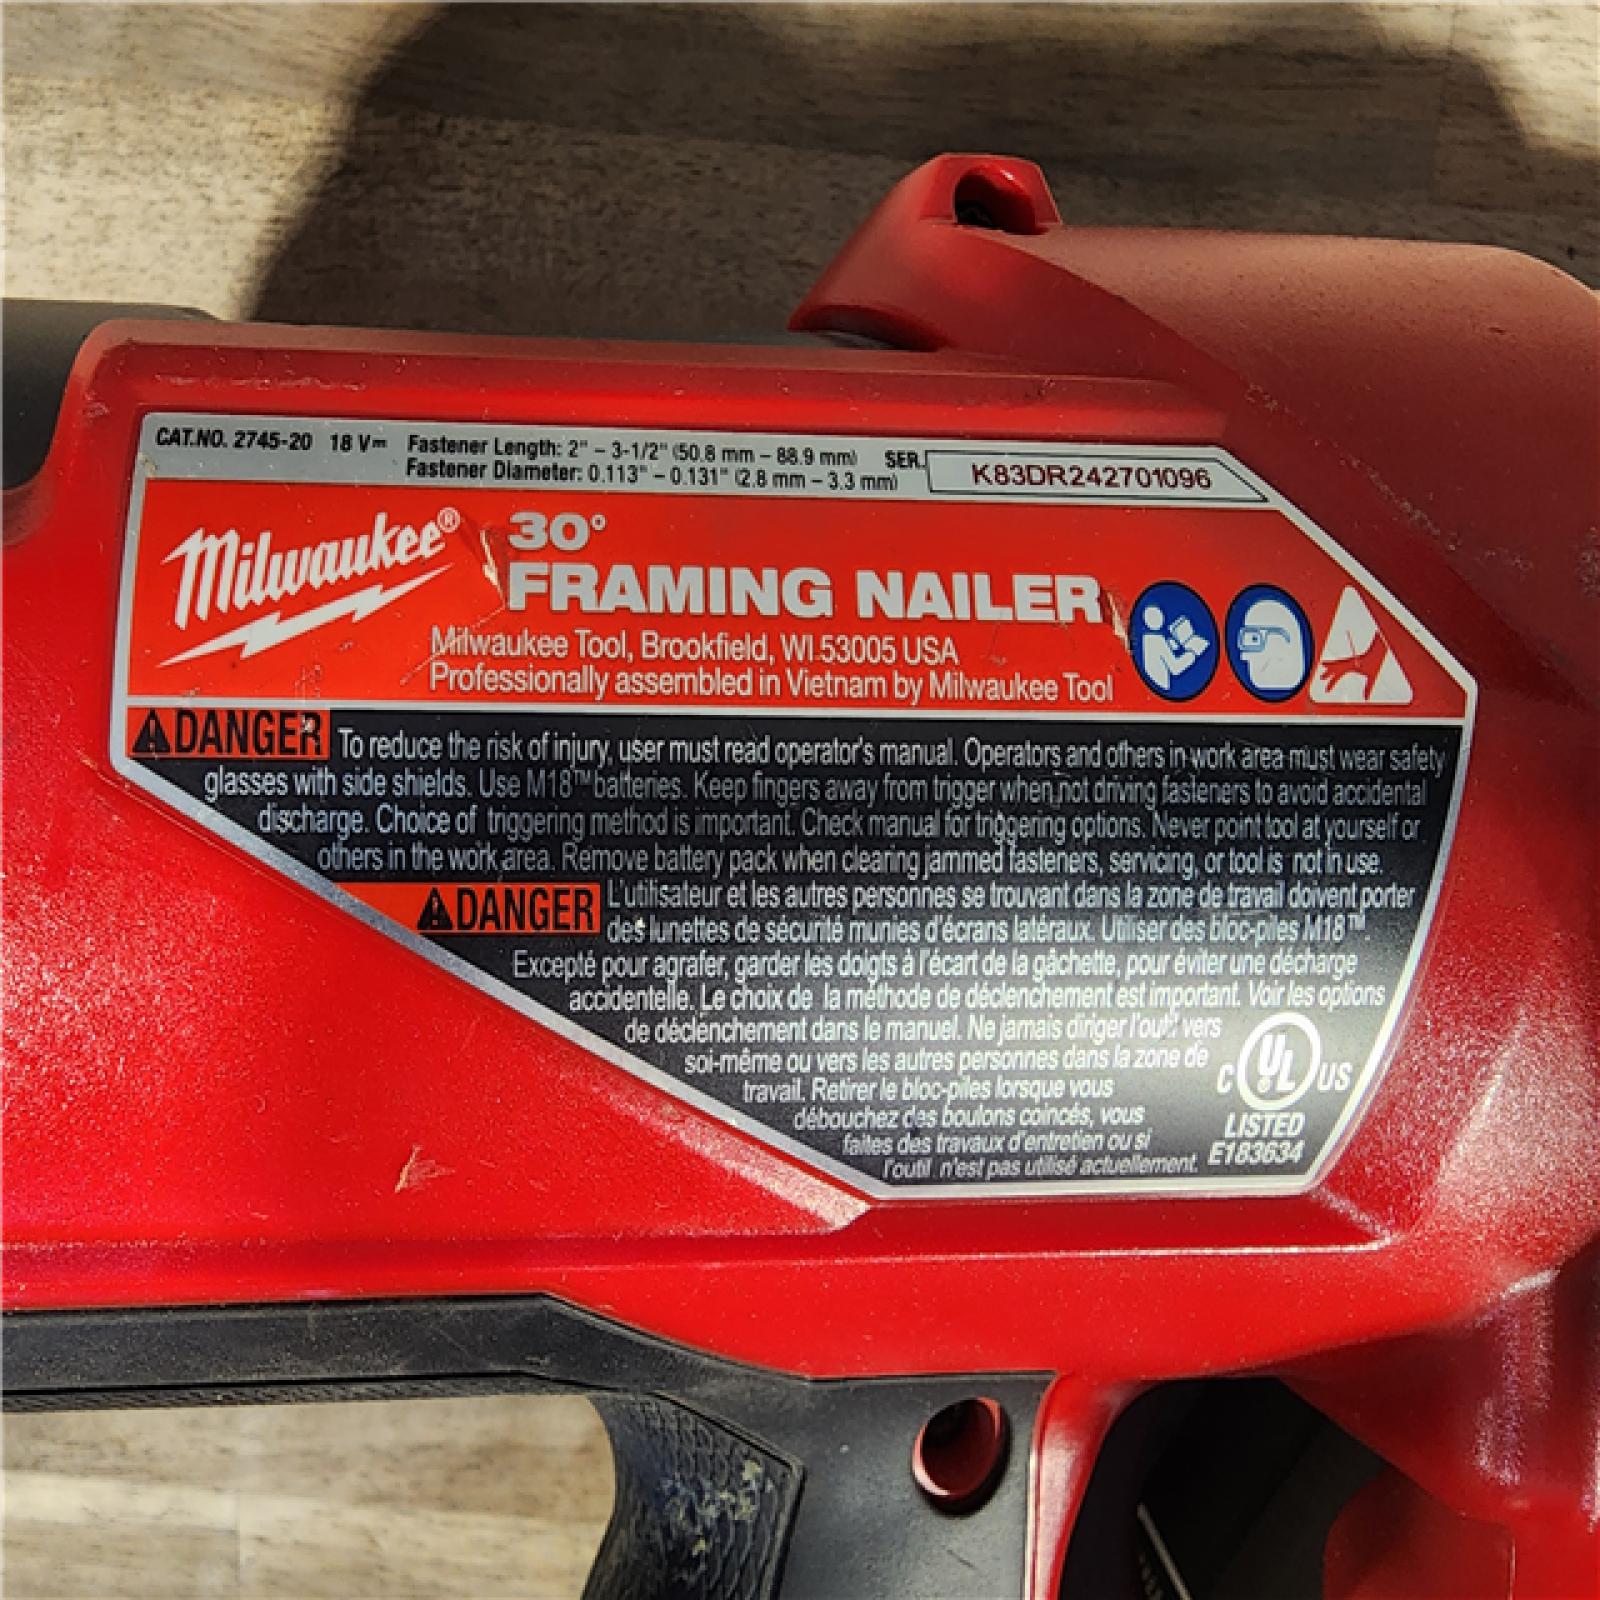 CAT.NO. 2745-20 18 V⎓ Fastener Length: 2" – 3-1/2" (50.8 mm – 88.9 mm) SER. K83DR242701096
Fastener Diameter: 0.113" – 0.131" (2.8 mm – 3.3 mm)
Milwaukee®
30°
FRAMING NAILER
Milwaukee Tool, Brookfield, WI 53005 USA
Professionally assembled in Vietnam by Milwaukee Tool
DANGER To reduce the risk of injury, user must read operator's manual. Operators and others in work area must wear safety
glasses with side shields. Use M18™ batteries. Keep fingers away from trigger when not driving fasteners to avoid accidental
discharge. Choice of triggering method is important. Check manual for triggering options. Never point tool at yourself or
others in the work area. Remove battery pack when clearing jammed fasteners, servicing, or tool is not in use.
DANGER L'utilisateur et les autres personnes se trouvant dans la zone de travail doivent porter
des lunettes de sécurité munies d'écrans latéraux. Utiliser des bloc-piles M18™.
Excepté pour agrafer, garder les doigts à l'écart de la gâchette, pour éviter une décharge
accidentelle. Le choix de la méthode de déclenchement est important. Voir les options
de déclenchement dans le manuel. Ne jamais diriger l'outil vers
soi-même ou vers les autres personnes dans la zone de
travail. Retirer le bloc-piles lorsque vous
débouchez des boulons coincés, vous
faites des travaux d'entretien ou si
l'outil n'est pas utilisé actuellement.
C UL® US
LISTED
E183634